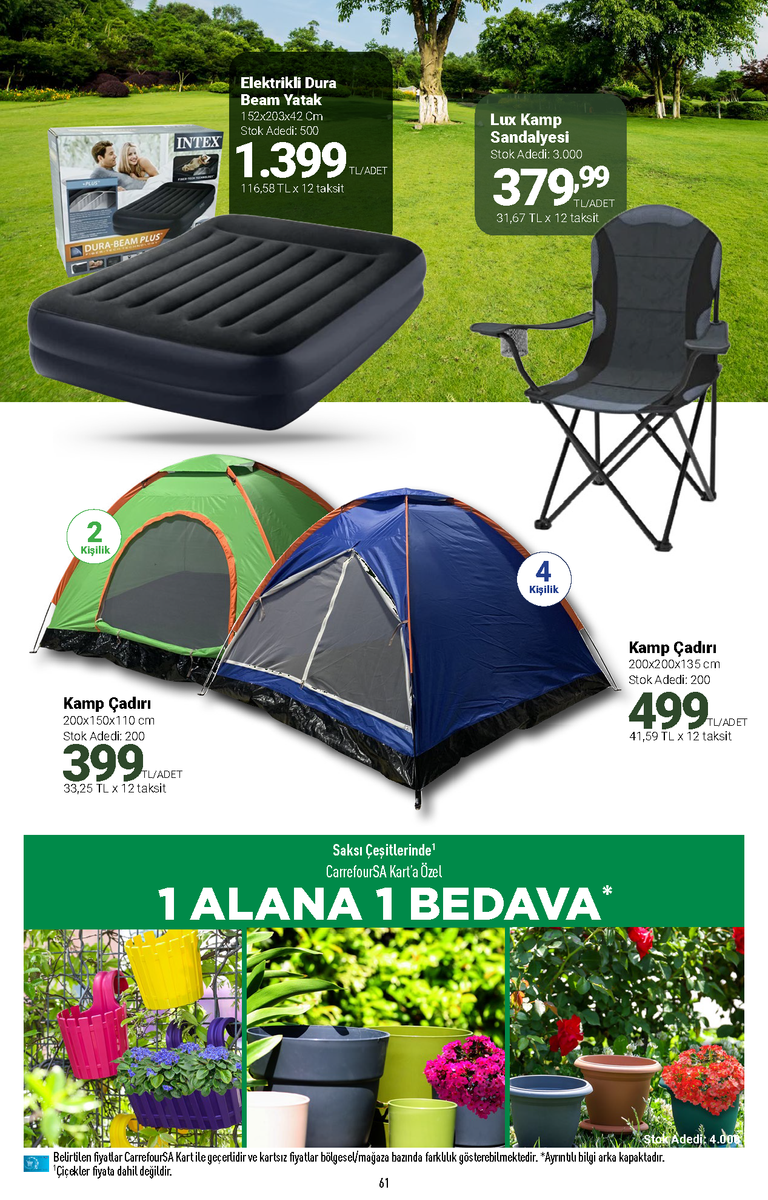 Elektrikli Dura
Beam Yatak
152x203x42 Cm
Stok Adedi: 500
1.399 TL/ADET
116,58 TL x 12 taksit
Lux Kamp
Sandalyesi
Stok Adedi: 3.000
379,99 TL/ADET
31,67 TL x 12 taksit
INTEX
DURA-BEAM PLUS
2
Kişilik
4
Kişilik
Kamp Çadırı
200x200x135 cm
Stok Adedi: 200
499 TL/ADET
41,59 TL x 12 taksit
Kamp Çadırı
200x150x110 cm
Stok Adedi: 200
399 TL/ADET
33,25 TL x 12 taksit
Saksı Çeşitlerinde¹
CarrefourSA Kart'a Özel
1 ALANA 1 BEDAVA*
Stok Adedi: 4.008
Belirtilen fiyatlar CarrefourSA Kart ile geçerlidir ve kartsız fiyatlar bölgesel/mağaza bazında farklılık gösterebilmektedir. *Ayrıntılı bilgi arka kapaktadır.
¹Çiçekler fiyata dahil değildir.
61